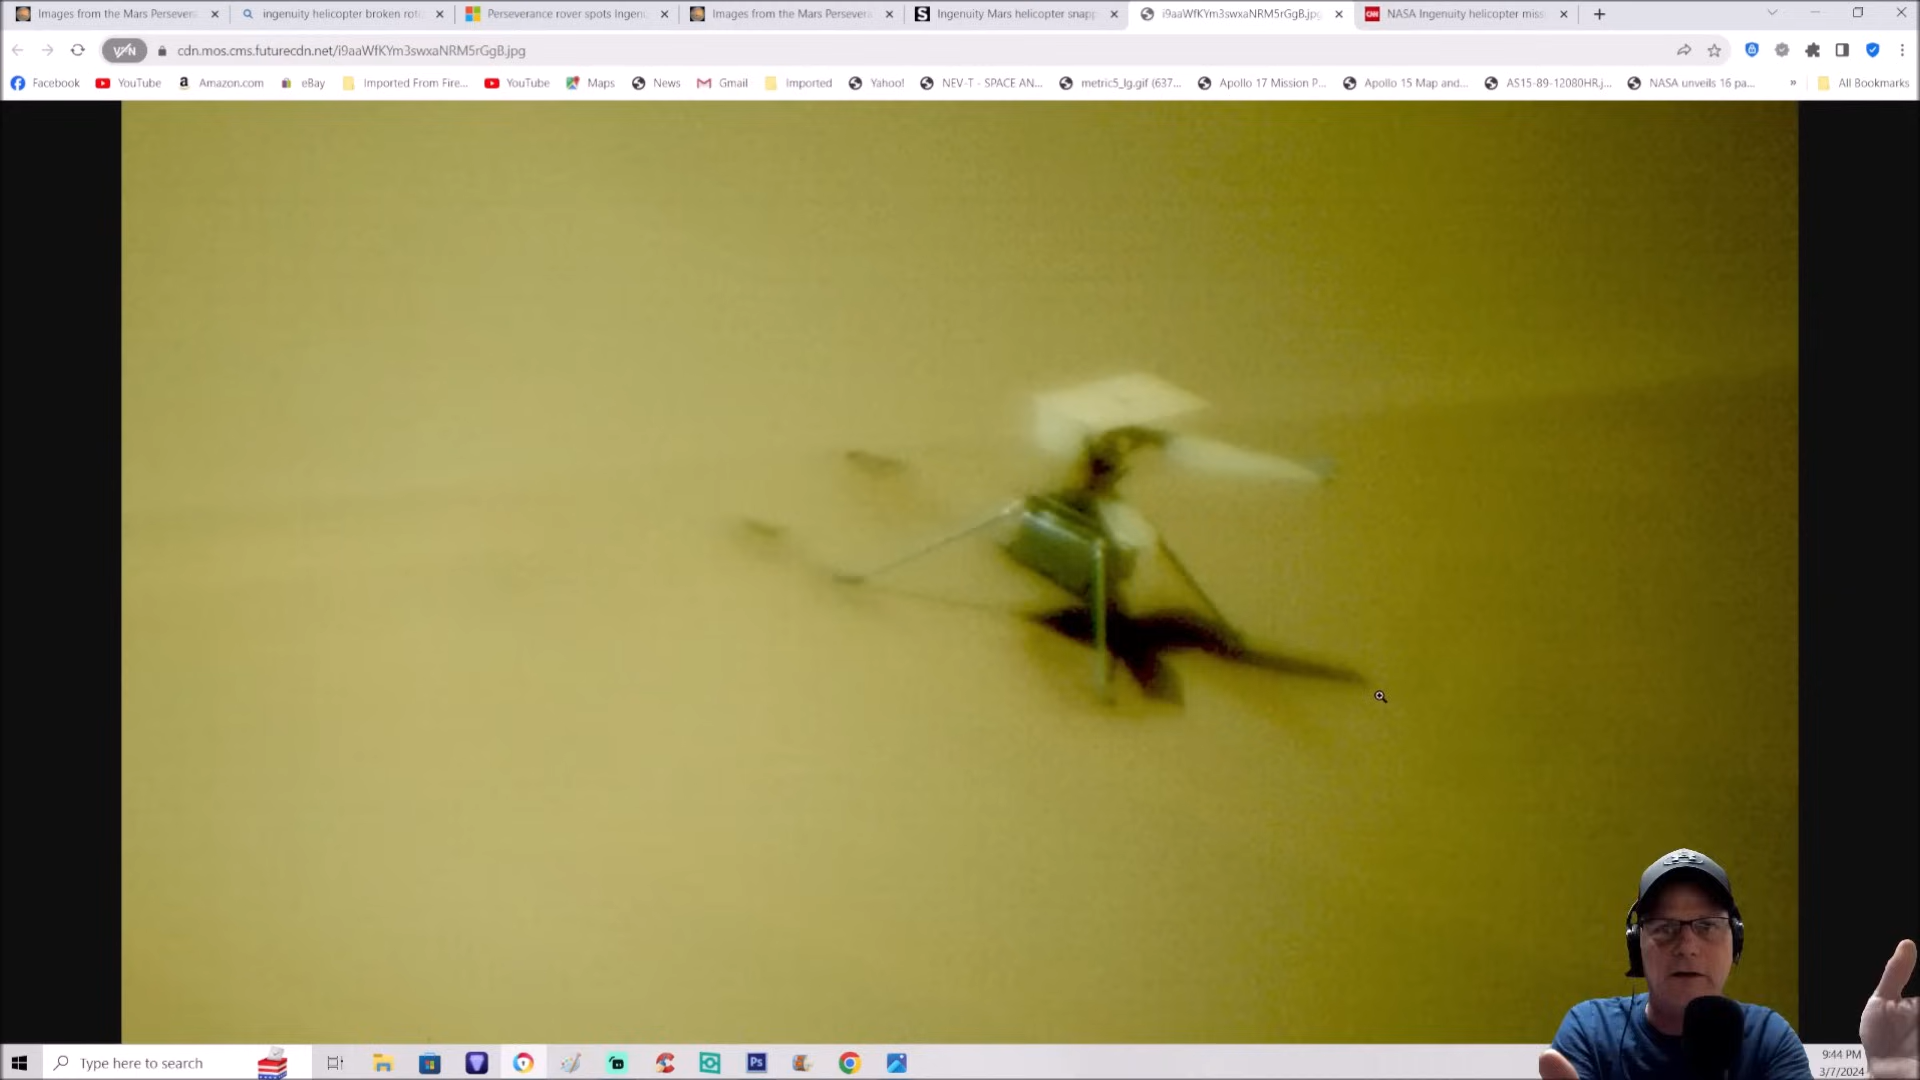 Images from the Mars Persever
ingenuity helicopter broken rot
Perseverance rover spots Ingen
Images from the Mars Persever
Ingenuity Mars helicopter snap
i9aaWfKYm3swxaNRM5rGgB.jp
NASA Ingenuity helicopter miss
VPN
cdn.mos.cms.futurecdn.net/i9aaWfKYm3swxaNRM5rGgB.jpg
Facebook
YouTube
Amazon.com
eBay
Imported From Fire...
YouTube
Maps
News
Gmail
Imported
Yahoo!
NEV-T - SPACE AN...
metric5_lg.gif (637...
Apollo 17 Mission P...
Apollo 15 Map and...
AS15-89-12080HR.j...
NASA unveils 16 pa...
»
All Bookmarks
Type here to search
Ps
9:44 PM
3/7/2024